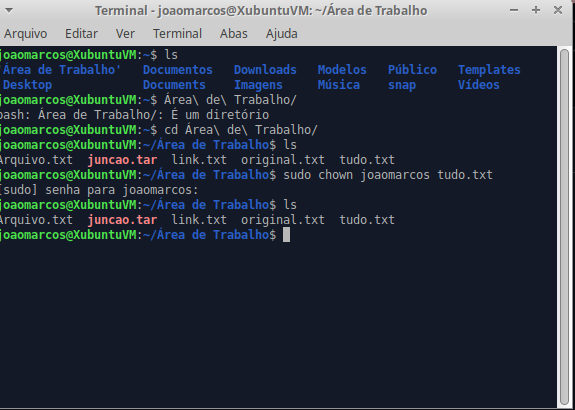 Terminal - joaomarcos@XubuntuVM: ~/Área de Trabalho
Arquivo Editar Ver Terminal Abas Ajuda
joaomarcos@XubuntuVM:~$ ls
'Área de Trabalho' Documentos Downloads Modelos Público Templates
Desktop Documents Imagens Música snap Vídeos
joaomarcos@XubuntuVM:~$ Área\ de\ Trabalho/
bash: Área de Trabalho/: É um diretório
joaomarcos@XubuntuVM:~$ cd Área\ de\ Trabalho/
joaomarcos@XubuntuVM:~/Área de Trabalho$ ls
Arquivo.txt juncao.tar link.txt original.txt tudo.txt
joaomarcos@XubuntuVM:~/Área de Trabalho$ sudo chown joaomarcos tudo.txt
[sudo] senha para joaomarcos:
joaomarcos@XubuntuVM:~/Área de Trabalho$ ls
Arquivo.txt juncao.tar link.txt original.txt tudo.txt
joaomarcos@XubuntuVM:~/Área de Trabalho$